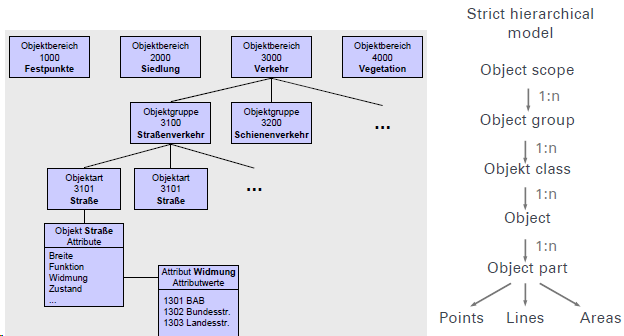 Objektbereich
1000
Festpunkte
Objektbereich
2000
Siedlung
Objektbereich
3000
Verkehr
Objektbereich
4000
Vegetation
Objektgruppe
3100
Straßenverkehr
Objektgruppe
3200
Schienenverkehr
...
Objektart
3101
Straße
Objektart
3101
Straße
...
Objekt Straße
Attribute
Breite
Funktion
Widmung
Zustand
...
Attribut Widmung
Attributwerte
1301 BAB
1302 Bundesstr.
1303 Landesstr.
Strict hierarchical
model
Object scope
1:n
Object group
1:n
Objekt class
1:n
Object
1:n
Object part
Points Lines Areas